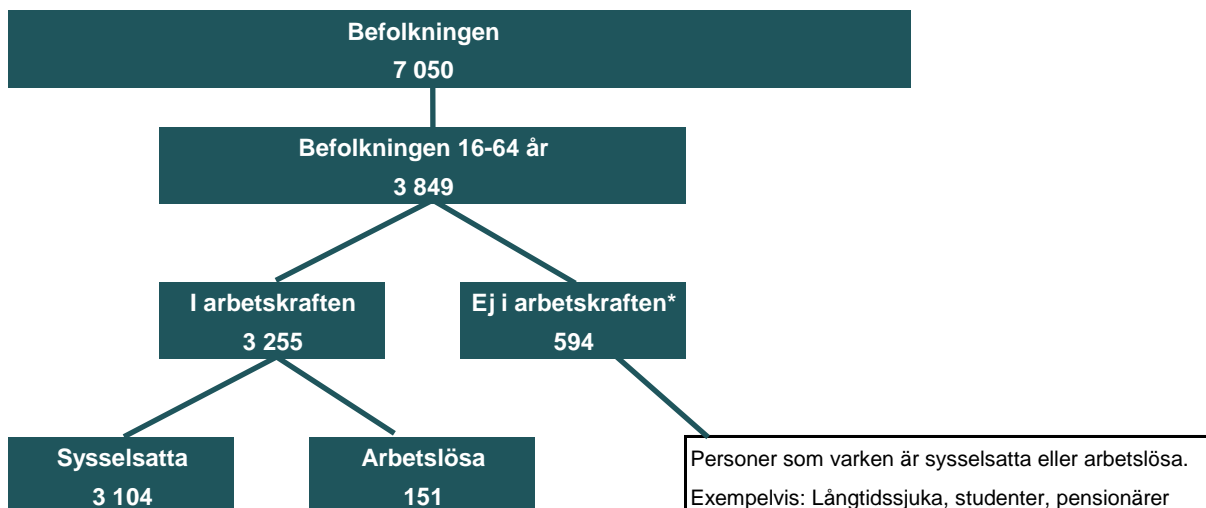 Befolkningen
7 050
Befolkningen 16-64 år
3 849
I arbetskraften
3 255
Ej i arbetskraften*
594
Sysselsatta
3 104
Arbetslösa
151
Personer som varken är sysselsatta eller arbetslösa.
Exempelvis: Långtidssjuka, studenter, pensionärer